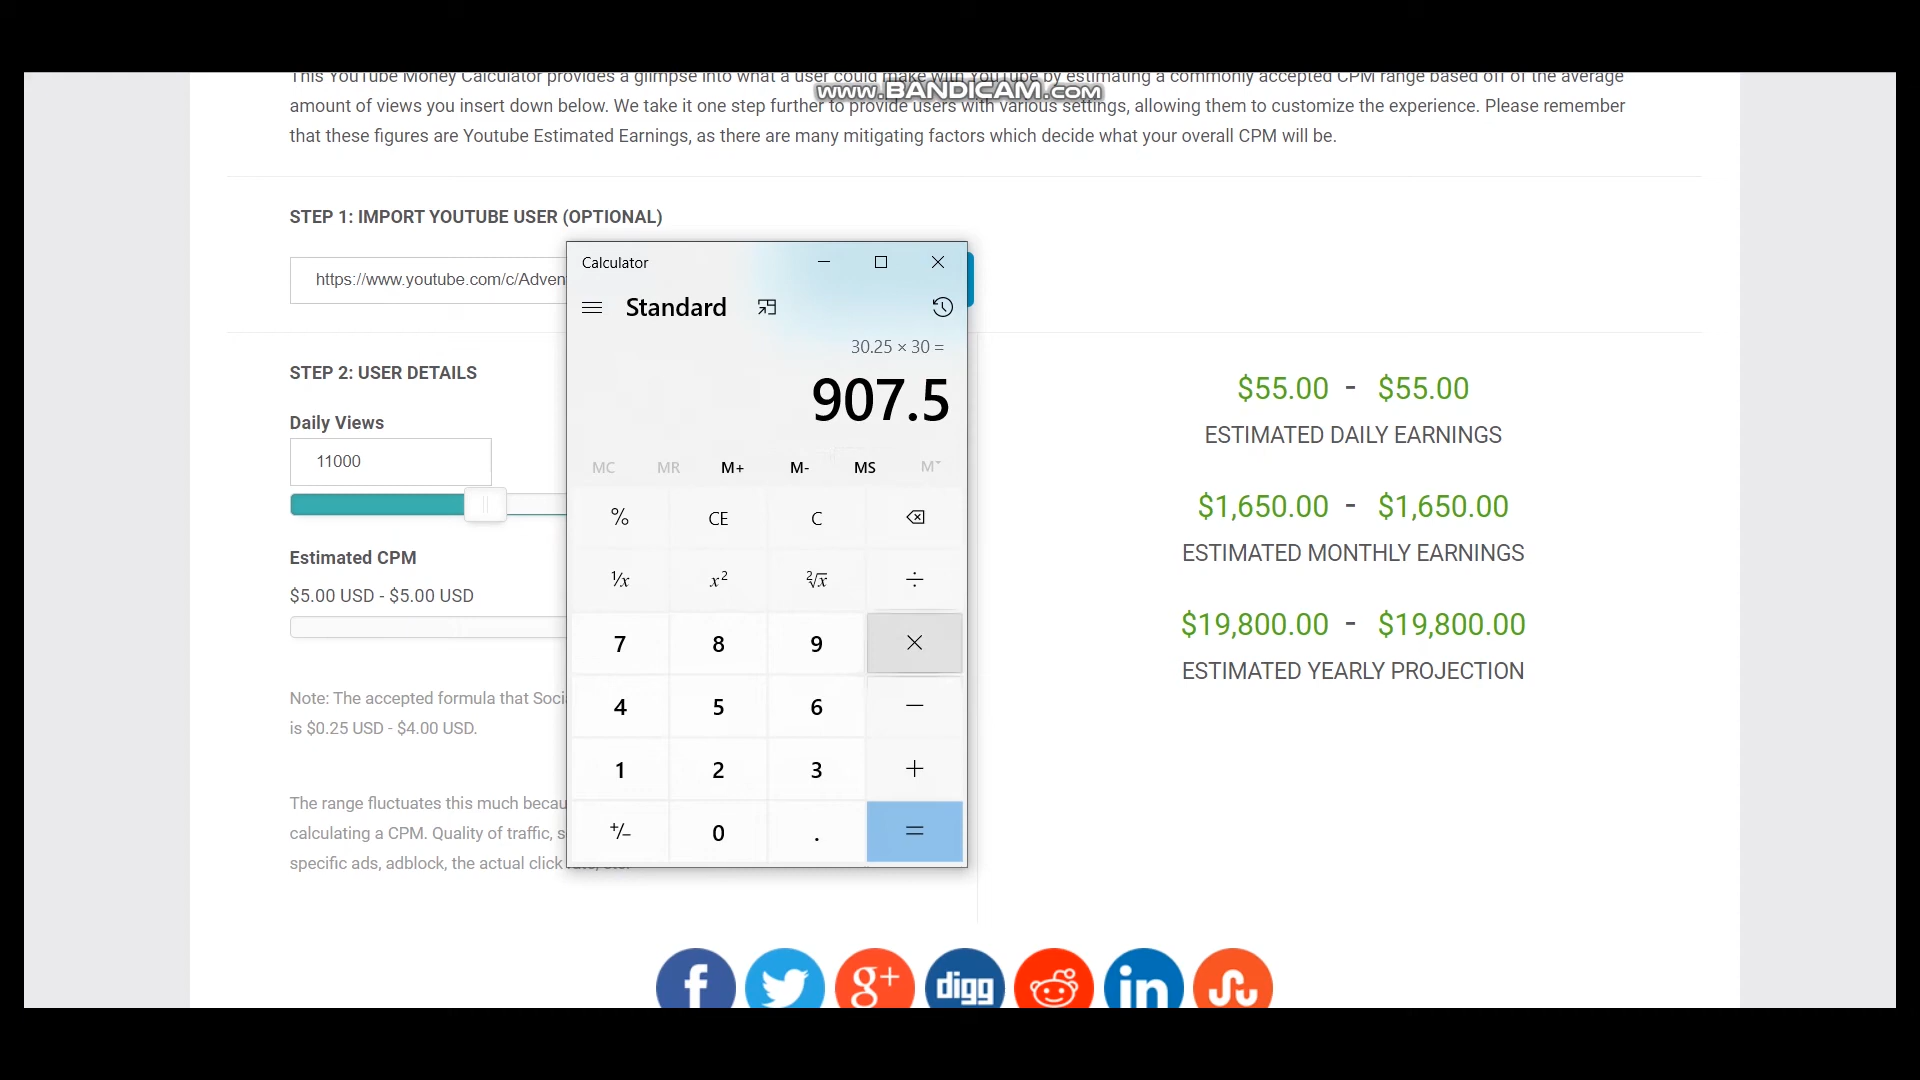 This YouTube Money Calculator provides a glimpse into what a user could make with YouTube by estimating a commonly accepted CPM range based off of the average
www.BANDICAM.com
amount of views you insert down below. We take it one step further to provide users with various settings, allowing them to customize the experience. Please remember
that these figures are Youtube Estimated Earnings, as there are many mitigating factors which decide what your overall CPM will be.
STEP 1: IMPORT YOUTUBE USER (OPTIONAL)
https://www.youtube.com/c/Adven
Calculator
Standard
30.25 × 30 =
907.5
MC MR M+ M- MS M˅
% CE C
⅟x x² ²√x ÷
7 8 9 ×
4 5 6 −
1 2 3 +
+/− 0 . =
STEP 2: USER DETAILS
Daily Views
11000
Estimated CPM
$5.00 USD - $5.00 USD
Note: The accepted formula that Soci
is $0.25 USD - $4.00 USD.
The range fluctuates this much becau
calculating a CPM. Quality of traffic, s
specific ads, adblock, the actual click
$55.00 - $55.00
ESTIMATED DAILY EARNINGS
$1,650.00 - $1,650.00
ESTIMATED MONTHLY EARNINGS
$19,800.00 - $19,800.00
ESTIMATED YEARLY PROJECTION
f g+ digg in